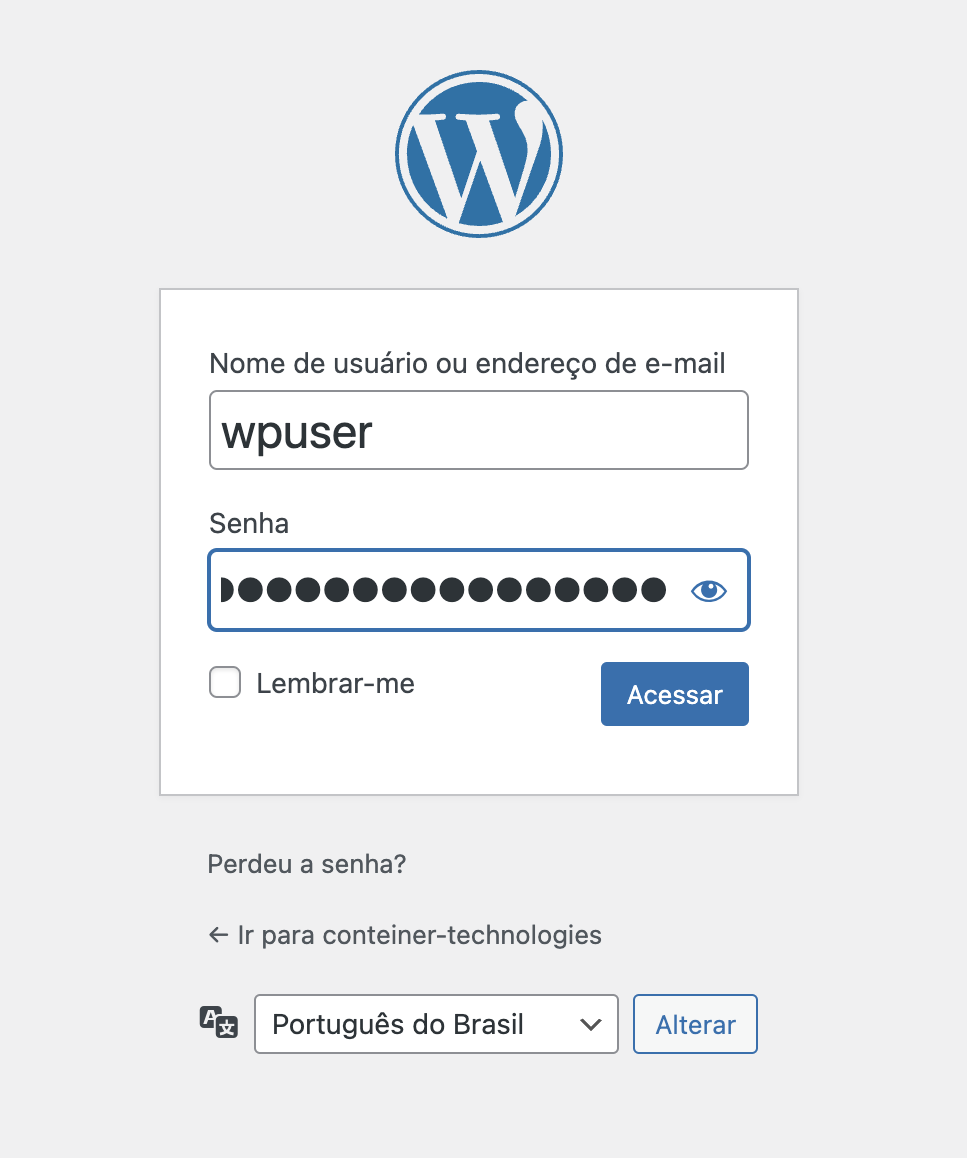 Nome de usuário ou endereço de e-mail
wpuser
Senha
Lembrar-me
Acessar
Perdeu a senha?
← Ir para conteiner-technologies
Português do Brasil
Alterar